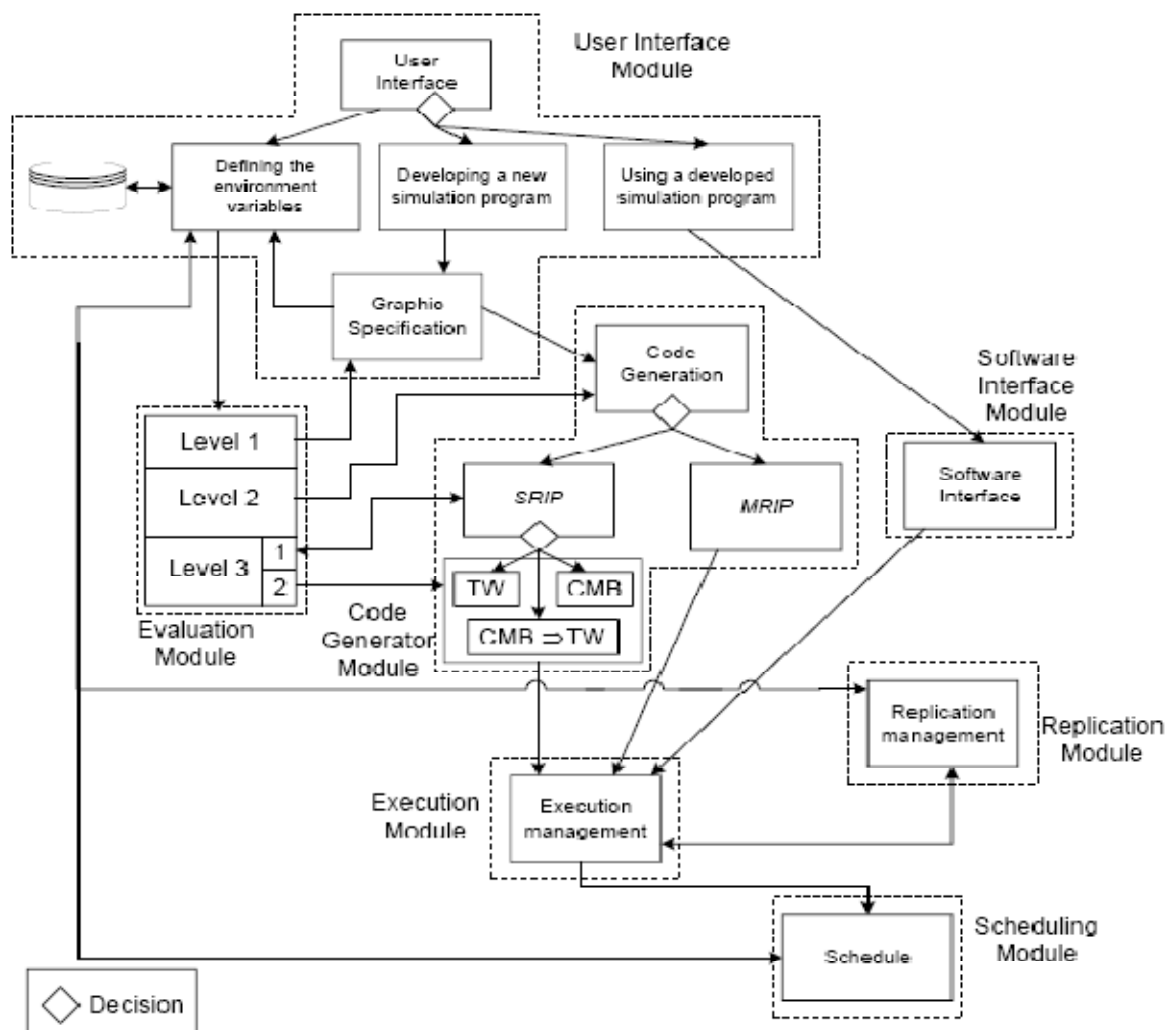 User Interface
Module
User
Interface
Defining the
environment
variables
Developing a new
simulation program
Using a developed
simulation program
Graphic
Specification
Code
Generation
Software
Interface
Module
Level 1
Level 2
Level 3
1
2
SRIP
MRIP
Software
Interface
TW
CMB
CMB ⇒ TW
Evaluation
Module
Code
Generator
Module
Replication
management
Replication
Module
Execution
Module
Execution
management
Schedule
Scheduling
Module
Decision